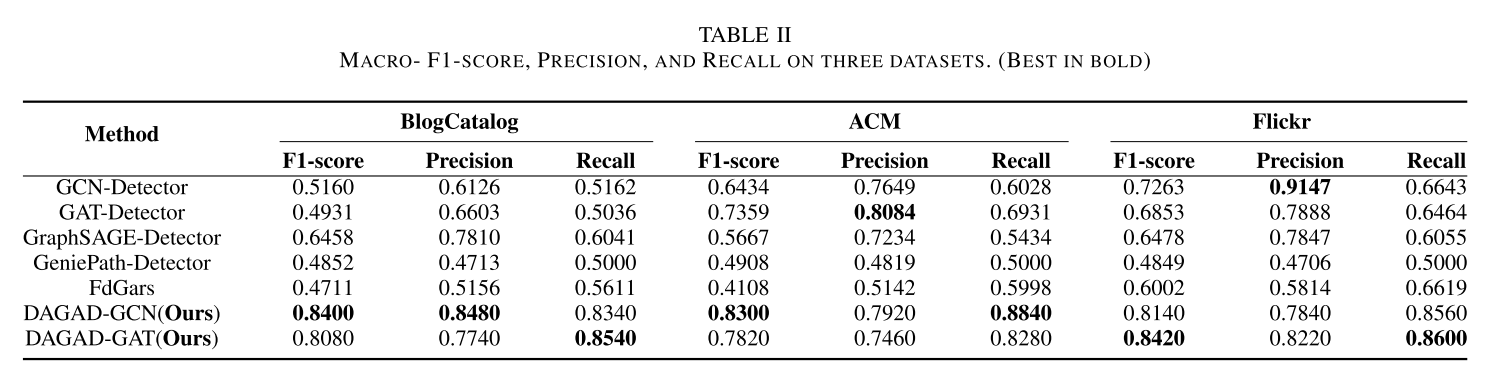 TABLE II
MACRO- F1-SCORE, PRECISION, AND RECALL ON THREE DATASETS. (BEST IN BOLD)
Method BlogCatalog ACM Flickr
F1-score Precision Recall F1-score Precision Recall F1-score Precision Recall
GCN-Detector 0.5160 0.6126 0.5162 0.6434 0.7649 0.6028 0.7263 0.9147 0.6643
GAT-Detector 0.4931 0.6603 0.5036 0.7359 0.8084 0.6931 0.6853 0.7888 0.6464
GraphSAGE-Detector 0.6458 0.7810 0.6041 0.5667 0.7234 0.5434 0.6478 0.7847 0.6055
GeniePath-Detector 0.4852 0.4713 0.5000 0.4908 0.4819 0.5000 0.4849 0.4706 0.5000
FdGars 0.4711 0.5156 0.5611 0.4108 0.5142 0.5998 0.6002 0.5814 0.6619
DAGAD-GCN(Ours) 0.8400 0.8480 0.8340 0.8300 0.7920 0.8840 0.8140 0.7840 0.8560
DAGAD-GAT(Ours) 0.8080 0.7740 0.8540 0.7820 0.7460 0.8280 0.8420 0.8220 0.8600